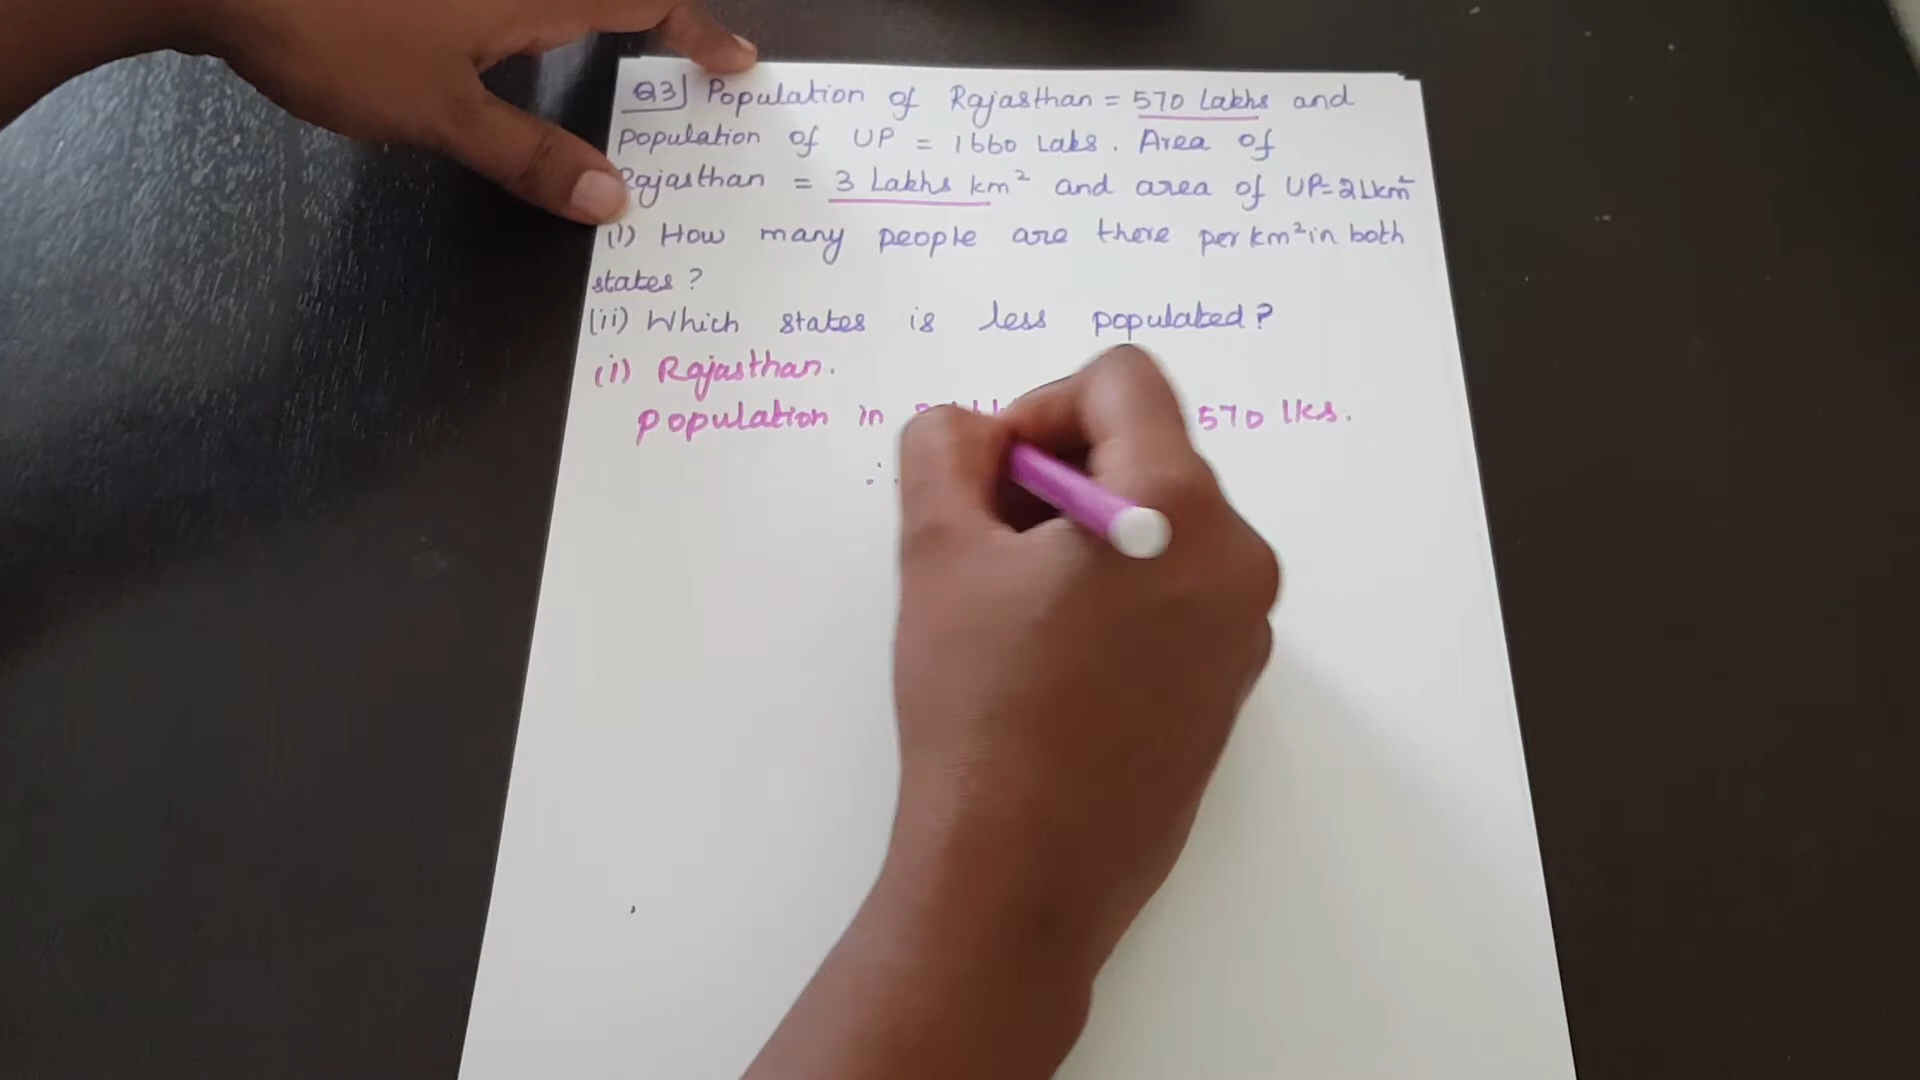 Q3) Population of Rajasthan = 570 Lakhs and
population of UP = 1660 Laks. Area of
Rajasthan = 3 Lakhs km² and area of UP=2Lkm²
(i) How many people are there per km² in both
states?
(ii) Which states is less populated?
(i) Rajasthan.
population in 570 lks.
∴